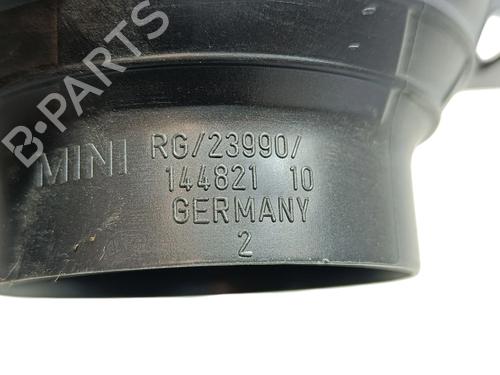 B-PARTS
MINI RG/23990/
144821 10
GERMANY
2